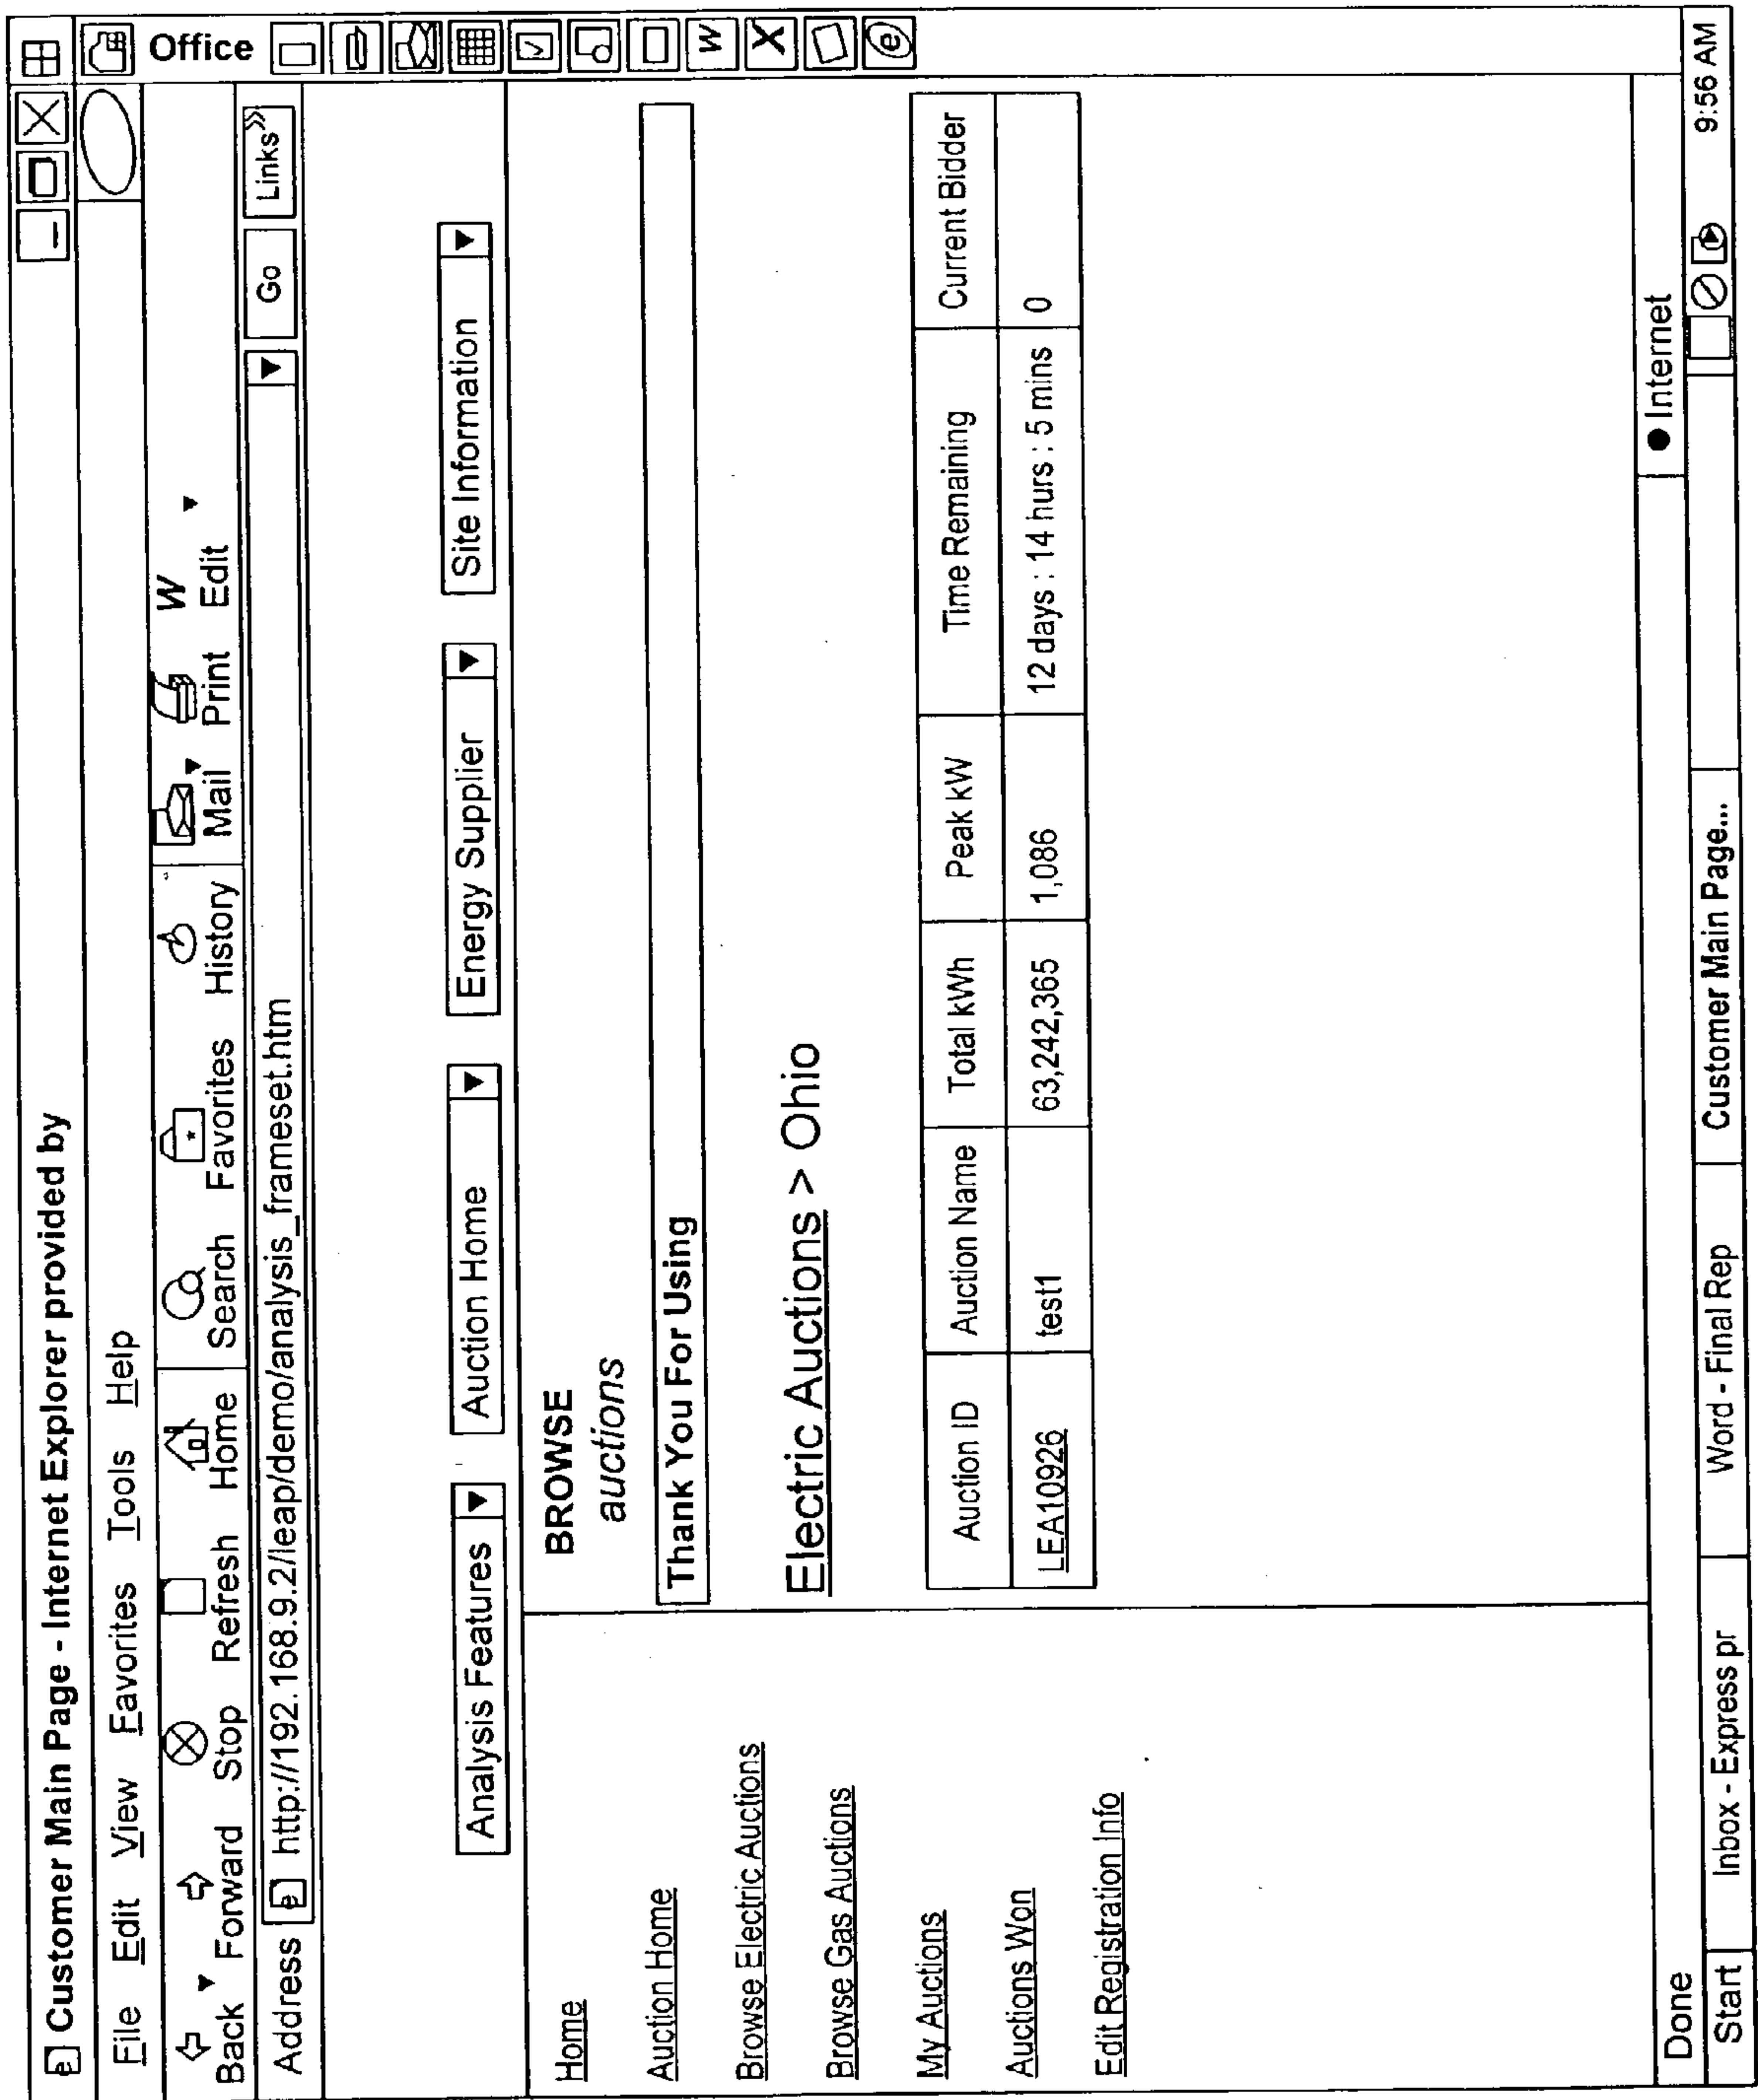 Customer Main Page - Internet Explorer provided by
File Edit View Favorites Tools Help
Back Forward Stop Refresh Home Search Favorites History Mail Print Edit
W
Address http://192.168.9.2/leap/demo/analysis_frameset.htm Go Links »
Office
W
X
e
Analysis Features Auction Home Energy Supplier Site Information
Home
Auction Home
Browse Electric Auctions
Browse Gas Auctions
My Auctions
Auctions Won
Edit Registration Info
BROWSE
auctions
Thank You For Using
Electric Auctions > Ohio
Auction ID Auction Name Total kWh Peak kW Time Remaining Current Bidder
LEA10926 test1 63,242,365 1,086 12 days : 14 hurs : 5 mins 0
Done Internet
Start Inbox - Express pr Word - Final Rep Customer Main Page... 9:56 AM